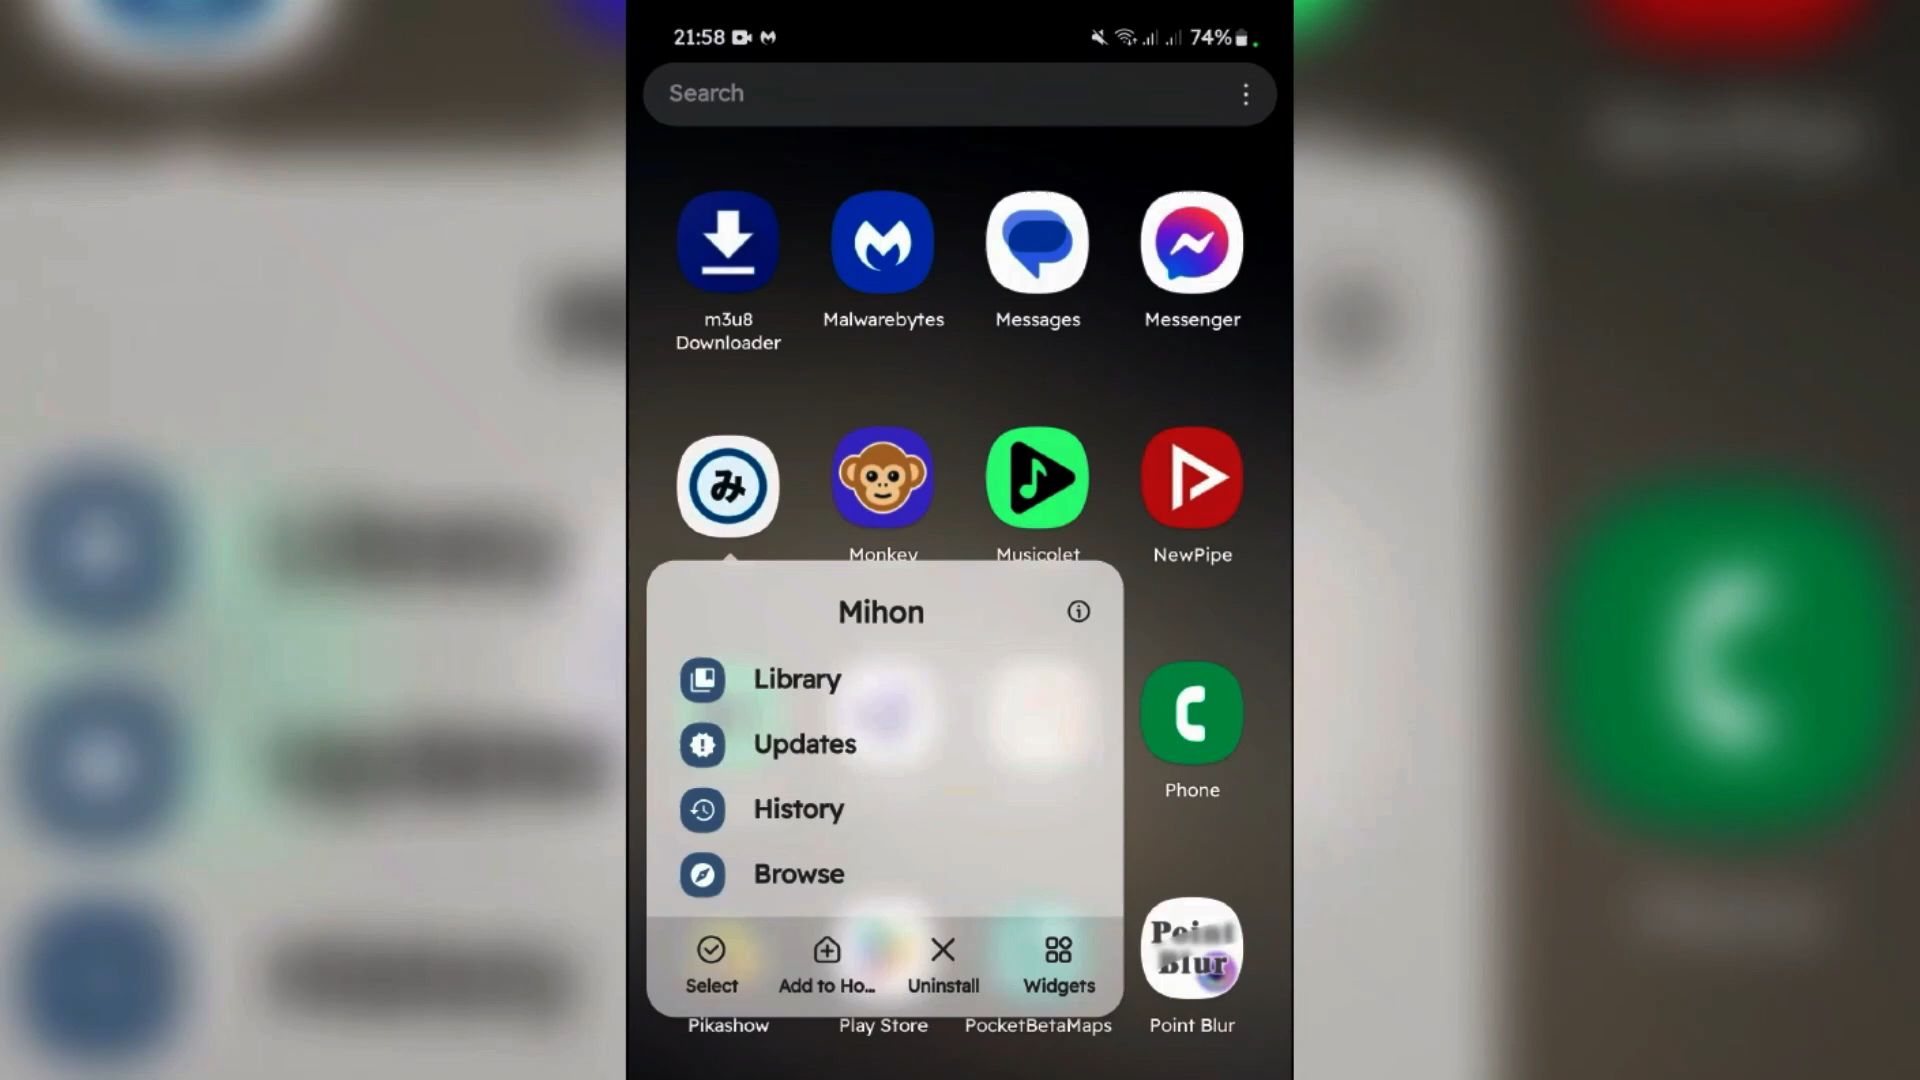 21:58
74%
Search
m3u8
Downloader
Malwarebytes
Messages
Messenger
み
Monkey
Musicolet
NewPipe
Mihon
Library
Updates
History
Browse
Phone
Select
Add to Ho...
Uninstall
Widgets
Point
Blur
Pikashow
Play Store
PocketBetaMaps
Point Blur